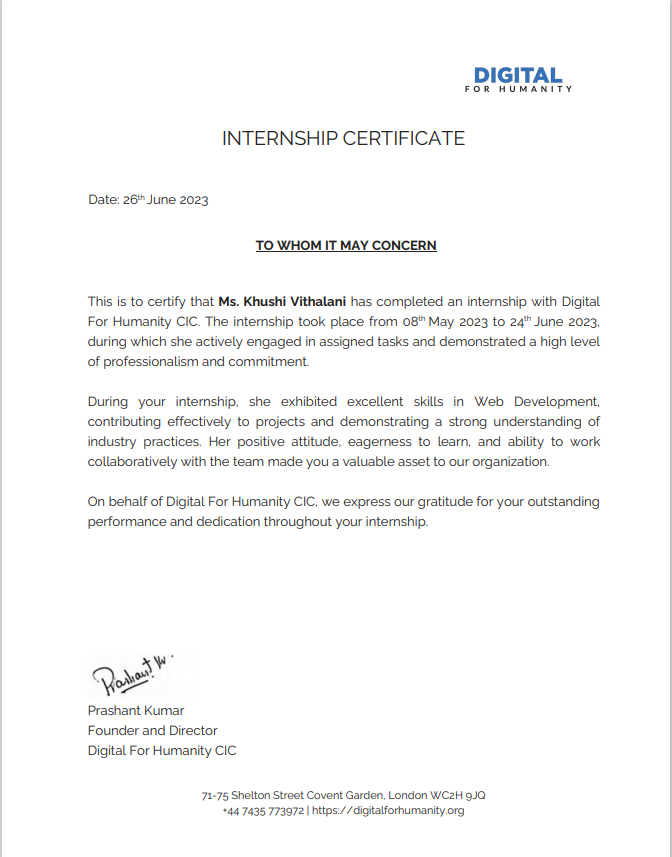 DIGITAL
FOR HUMANITY
INTERNSHIP CERTIFICATE
Date: 26th June 2023
TO WHOM IT MAY CONCERN
This is to certify that Ms. Khushi Vithalani has completed an internship with Digital
For Humanity CIC. The internship took place from 08th May 2023 to 24th June 2023,
during which she actively engaged in assigned tasks and demonstrated a high level
of professionalism and commitment.
During your internship, she exhibited excellent skills in Web Development,
contributing effectively to projects and demonstrating a strong understanding of
industry practices. Her positive attitude, eagerness to learn, and ability to work
collaboratively with the team made you a valuable asset to our organization.
On behalf of Digital For Humanity CIC, we express our gratitude for your outstanding
performance and dedication throughout your internship.
Prashant K.
Prashant Kumar
Founder and Director
Digital For Humanity CIC
71-75 Shelton Street Covent Garden, London WC2H 9JQ
+44 7435 773972 | https://digitalforhumanity.org